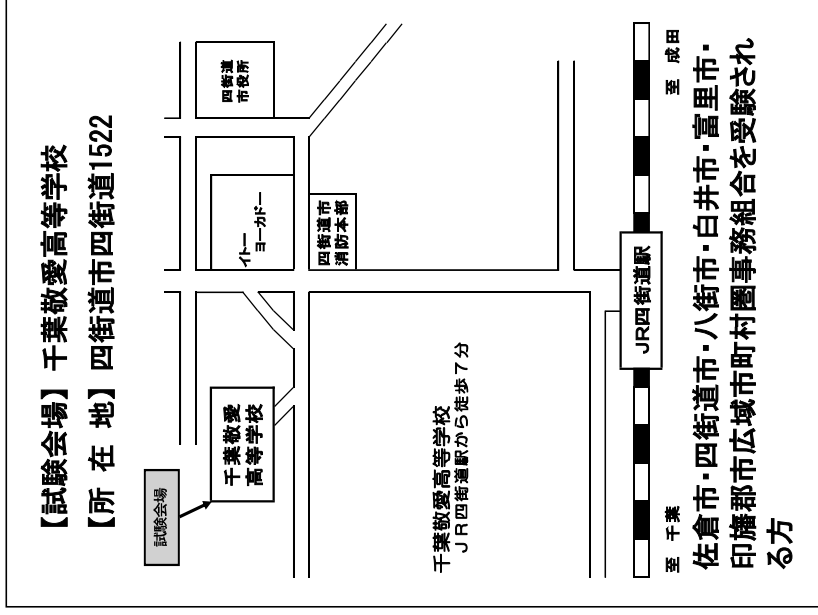 【試験会場】千葉敬愛高等学校
【所 在 地】四街道市四街道1522
試験会場
千葉敬愛
高等学校
イトー
ヨーカドー
四街道
市役所
四街道市
消防本部
千葉敬愛高等学校
JR四街道駅から徒歩7分
至 千葉
JR四街道駅
至 成田
佐倉市・四街道市・八街市・白井市・富里市・
印旛郡市広域市町村圏事務組合を受験され
る方